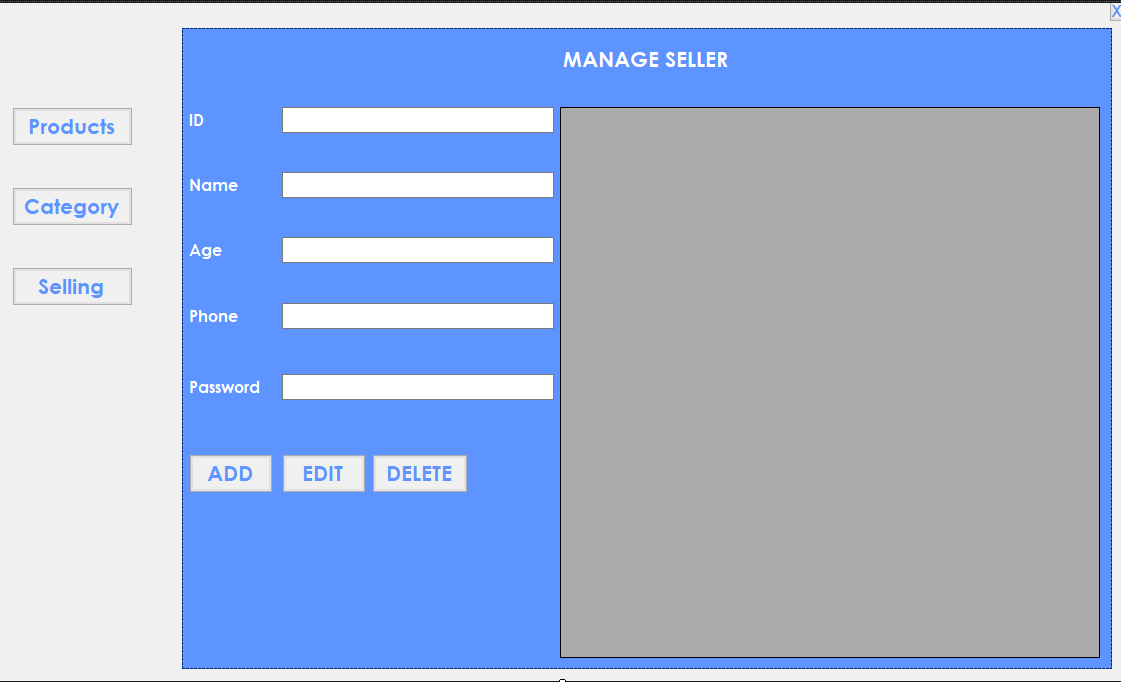 X
MANAGE SELLER
Products
Category
Selling
ID
Name
Age
Phone
Password
ADD EDIT DELETE